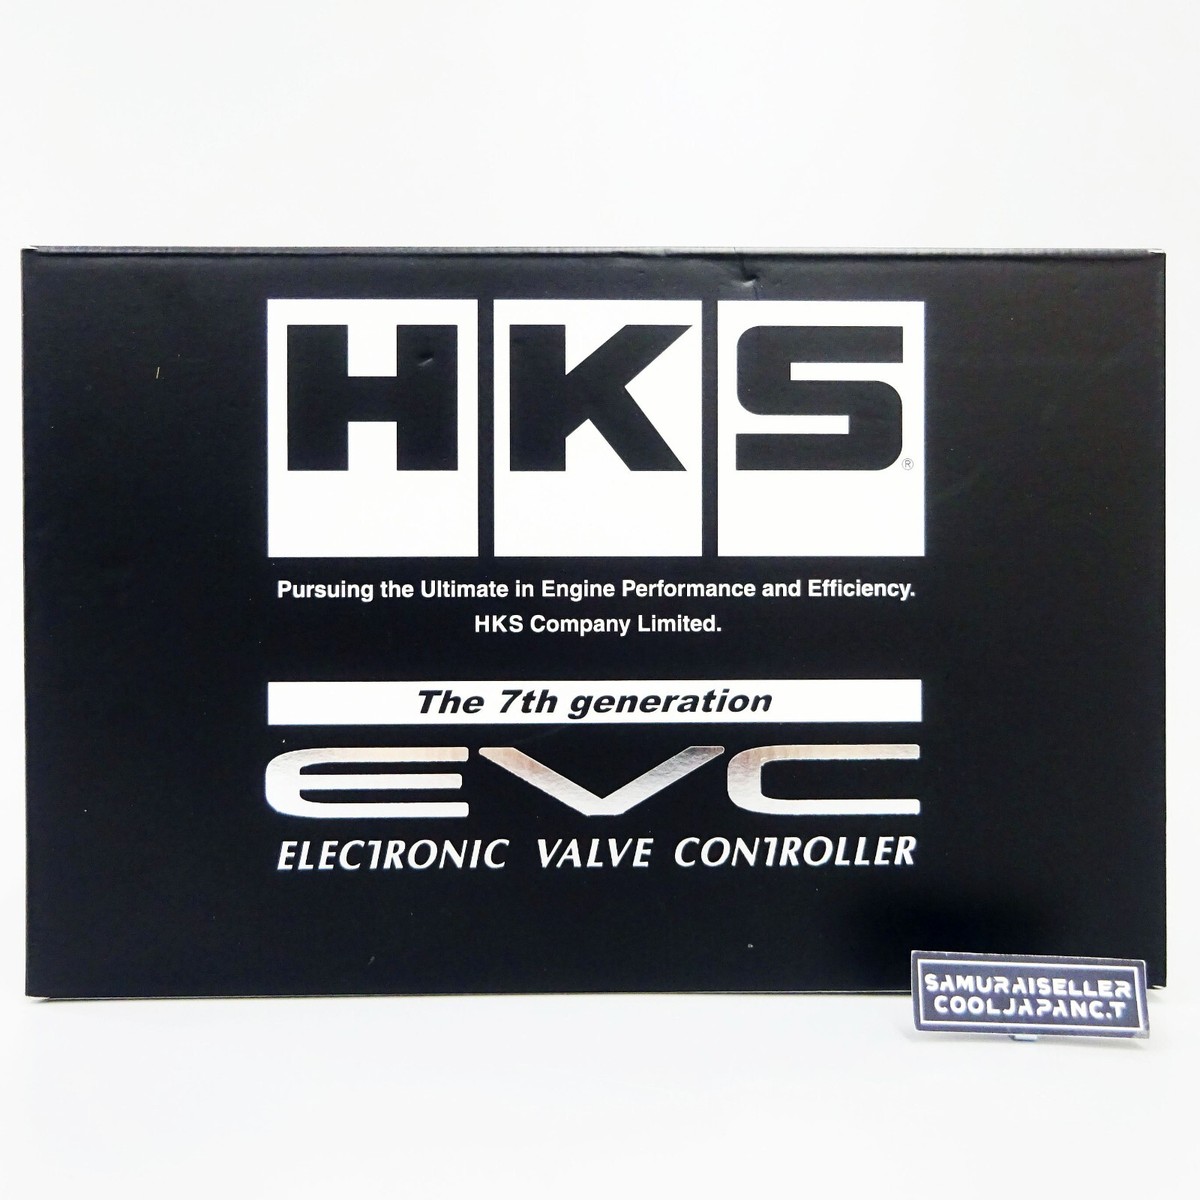 HKS®
Pursuing the Ultimate in Engine Performance and Efficiency.
HKS Company Limited.
The 7th generation
EVC
ELECTRONIC VALVE CONTROLLER
SAMURAISELLER
COOLJAPANC.T